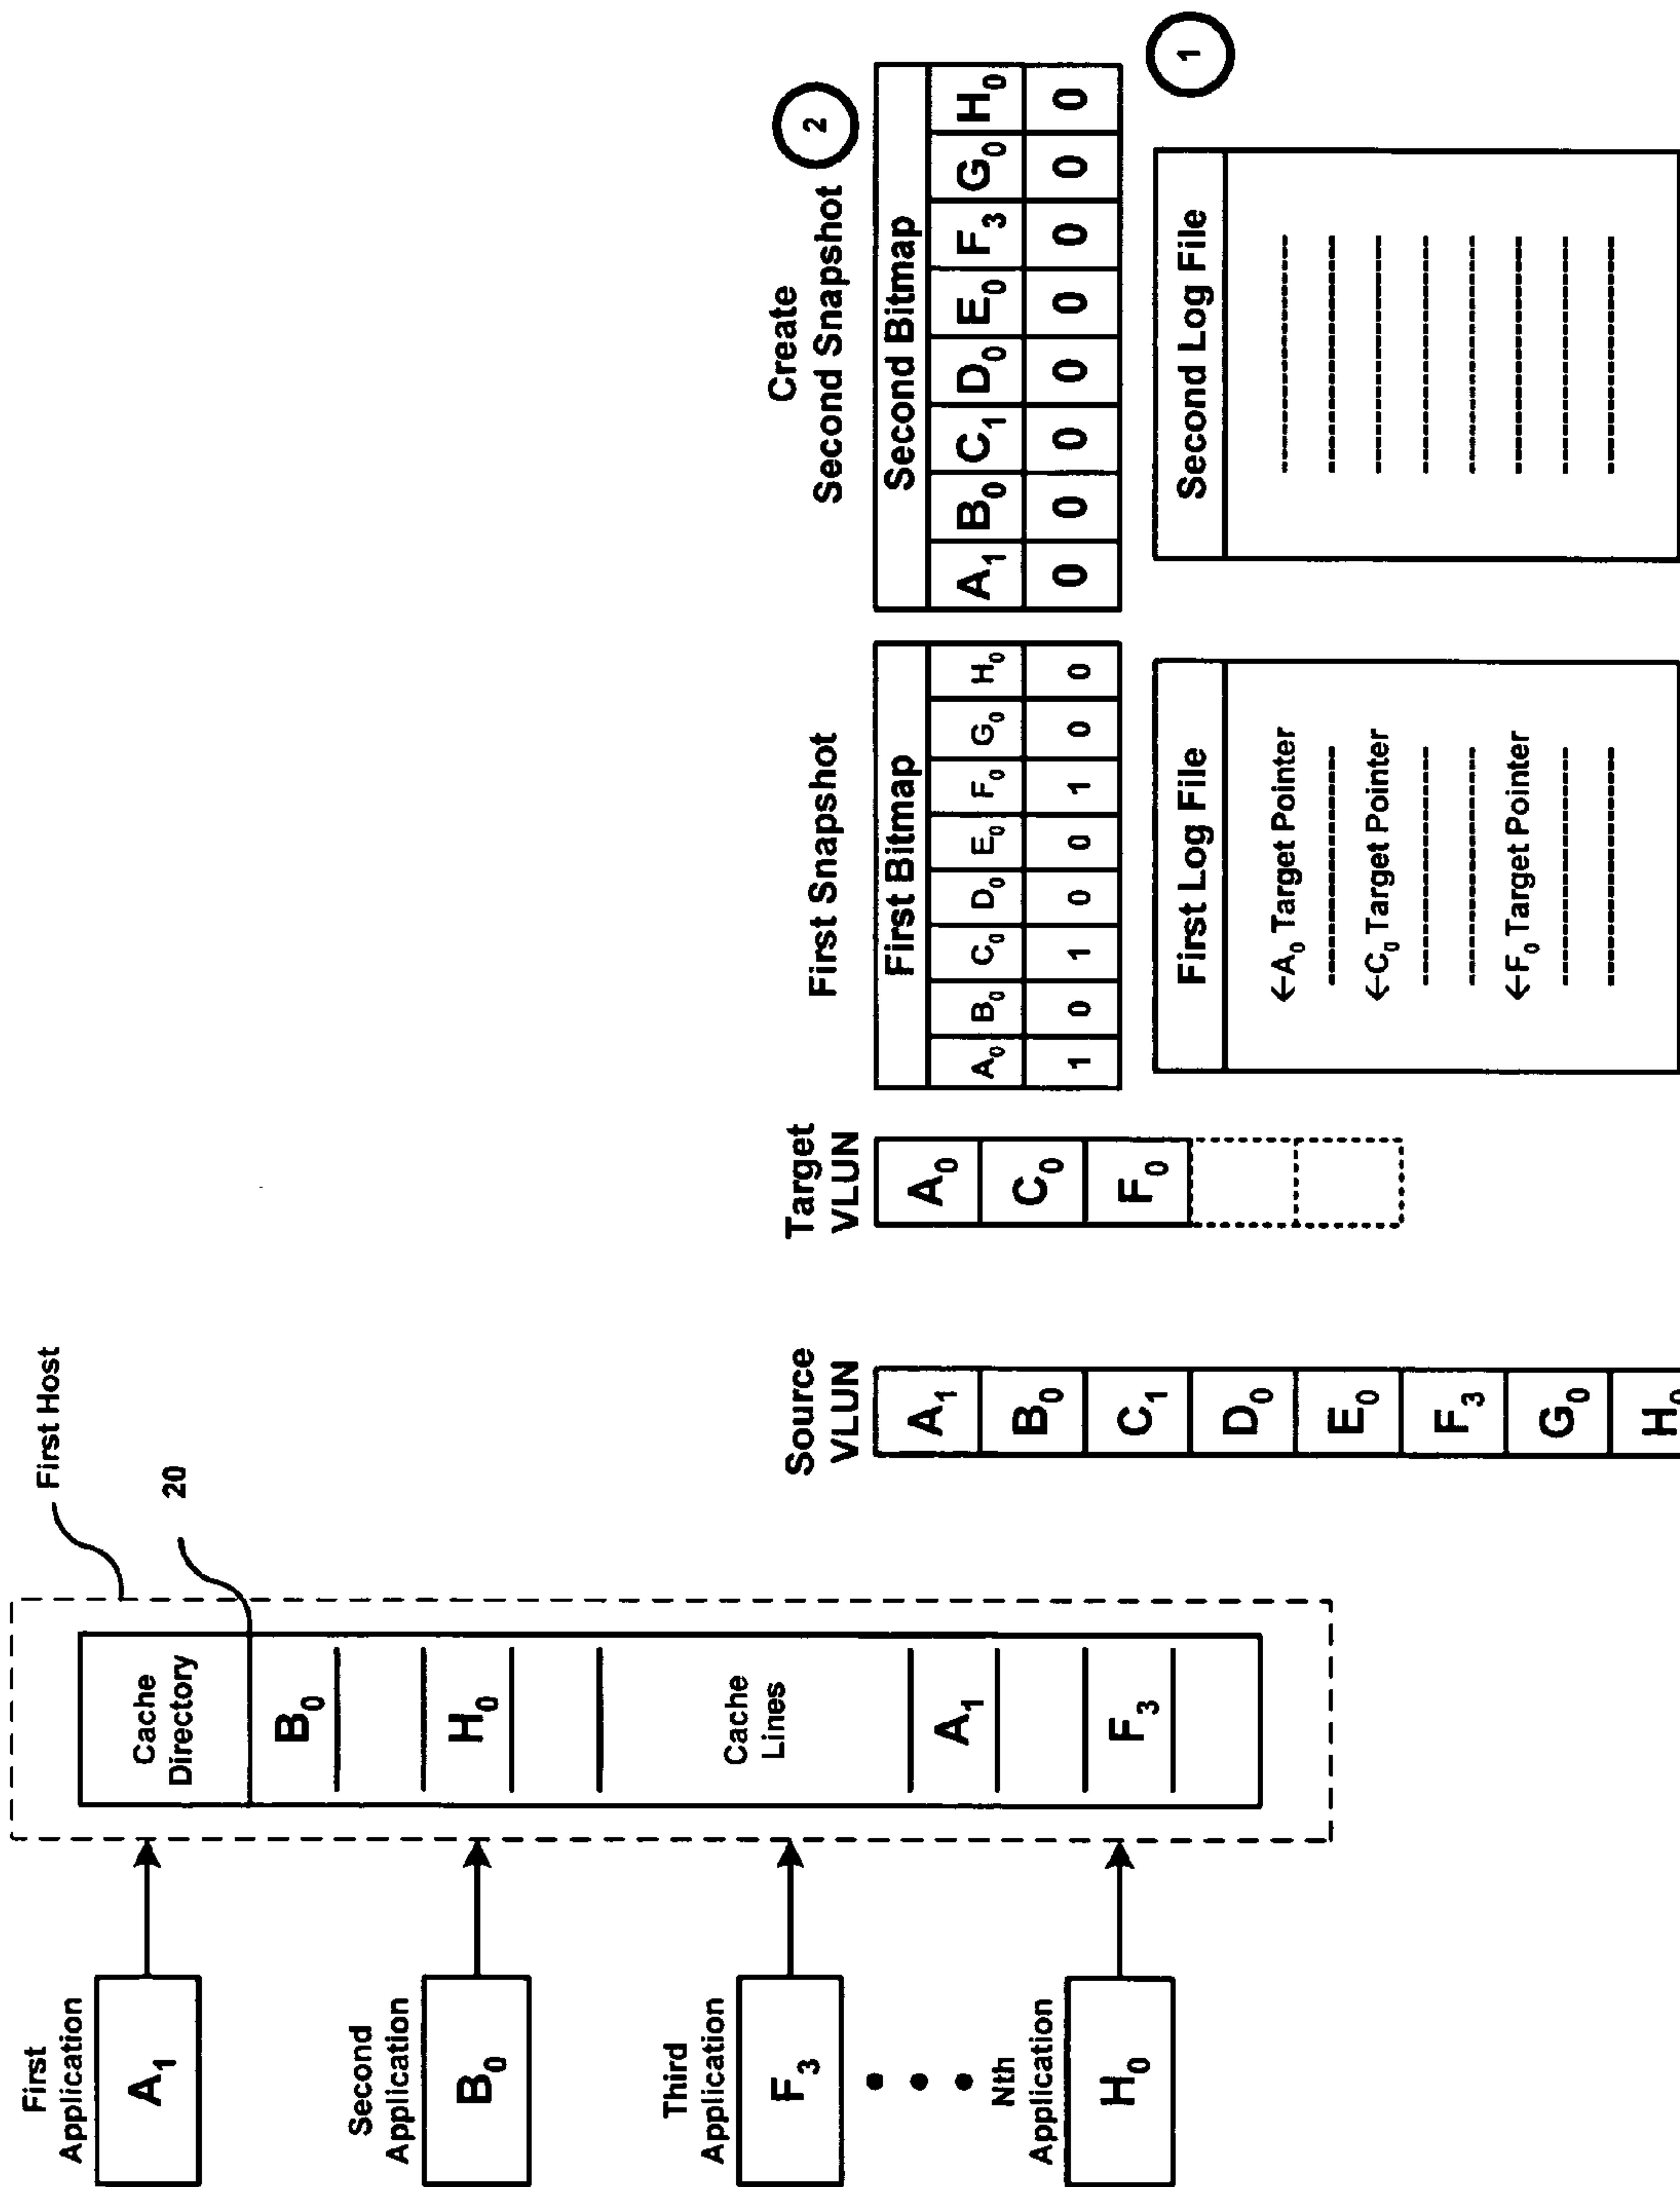 First Host
20
First
Application
A₁
Second
Application
B₀
Third
Application
F₃
Nth
Application
H₀
Cache
Directory
B₀
H₀
Cache
Lines
A₁
F₃
Source
VLUN
A₁
B₀
C₁
D₀
E₀
F₃
G₀
H₀
Target
VLUN
A₀
C₀
F₀
First Snapshot
First Bitmap
A₀ B₀ C₀ D₀ E₀ F₀ G₀ H₀
1 0 1 0 0 1 0 0
First Log File
←A₀ Target Pointer
←C₀ Target Pointer
←F₀ Target Pointer
Create
Second Snapshot
2
Second Bitmap
A₁ B₀ C₁ D₀ E₀ F₃ G₀ H₀
0 0 0 0 0 0 0 0
1
Second Log File